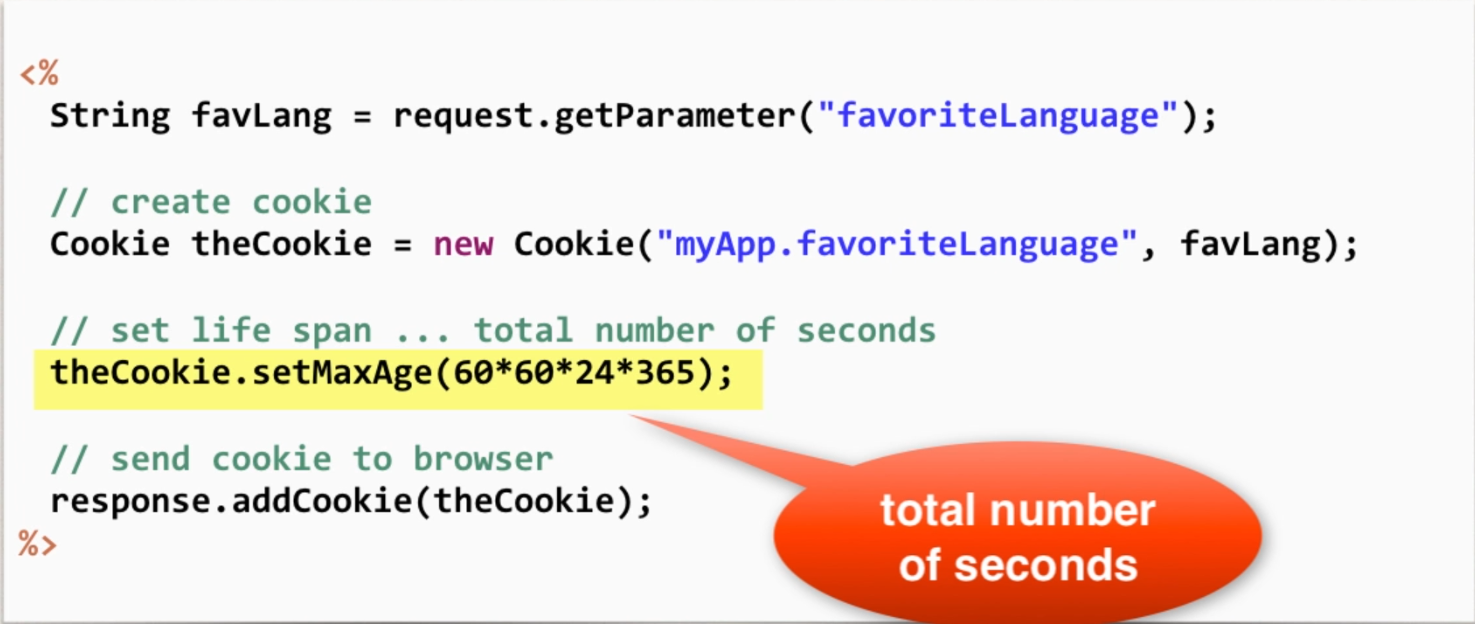 <%
String favLang = request.getParameter("favoriteLanguage");
// create cookie
Cookie theCookie = new Cookie("myApp.favoriteLanguage", favLang);
// set life span ... total number of seconds
theCookie.setMaxAge(60*60*24*365);
// send cookie to browser
response.addCookie(theCookie);
%>
total number
of seconds